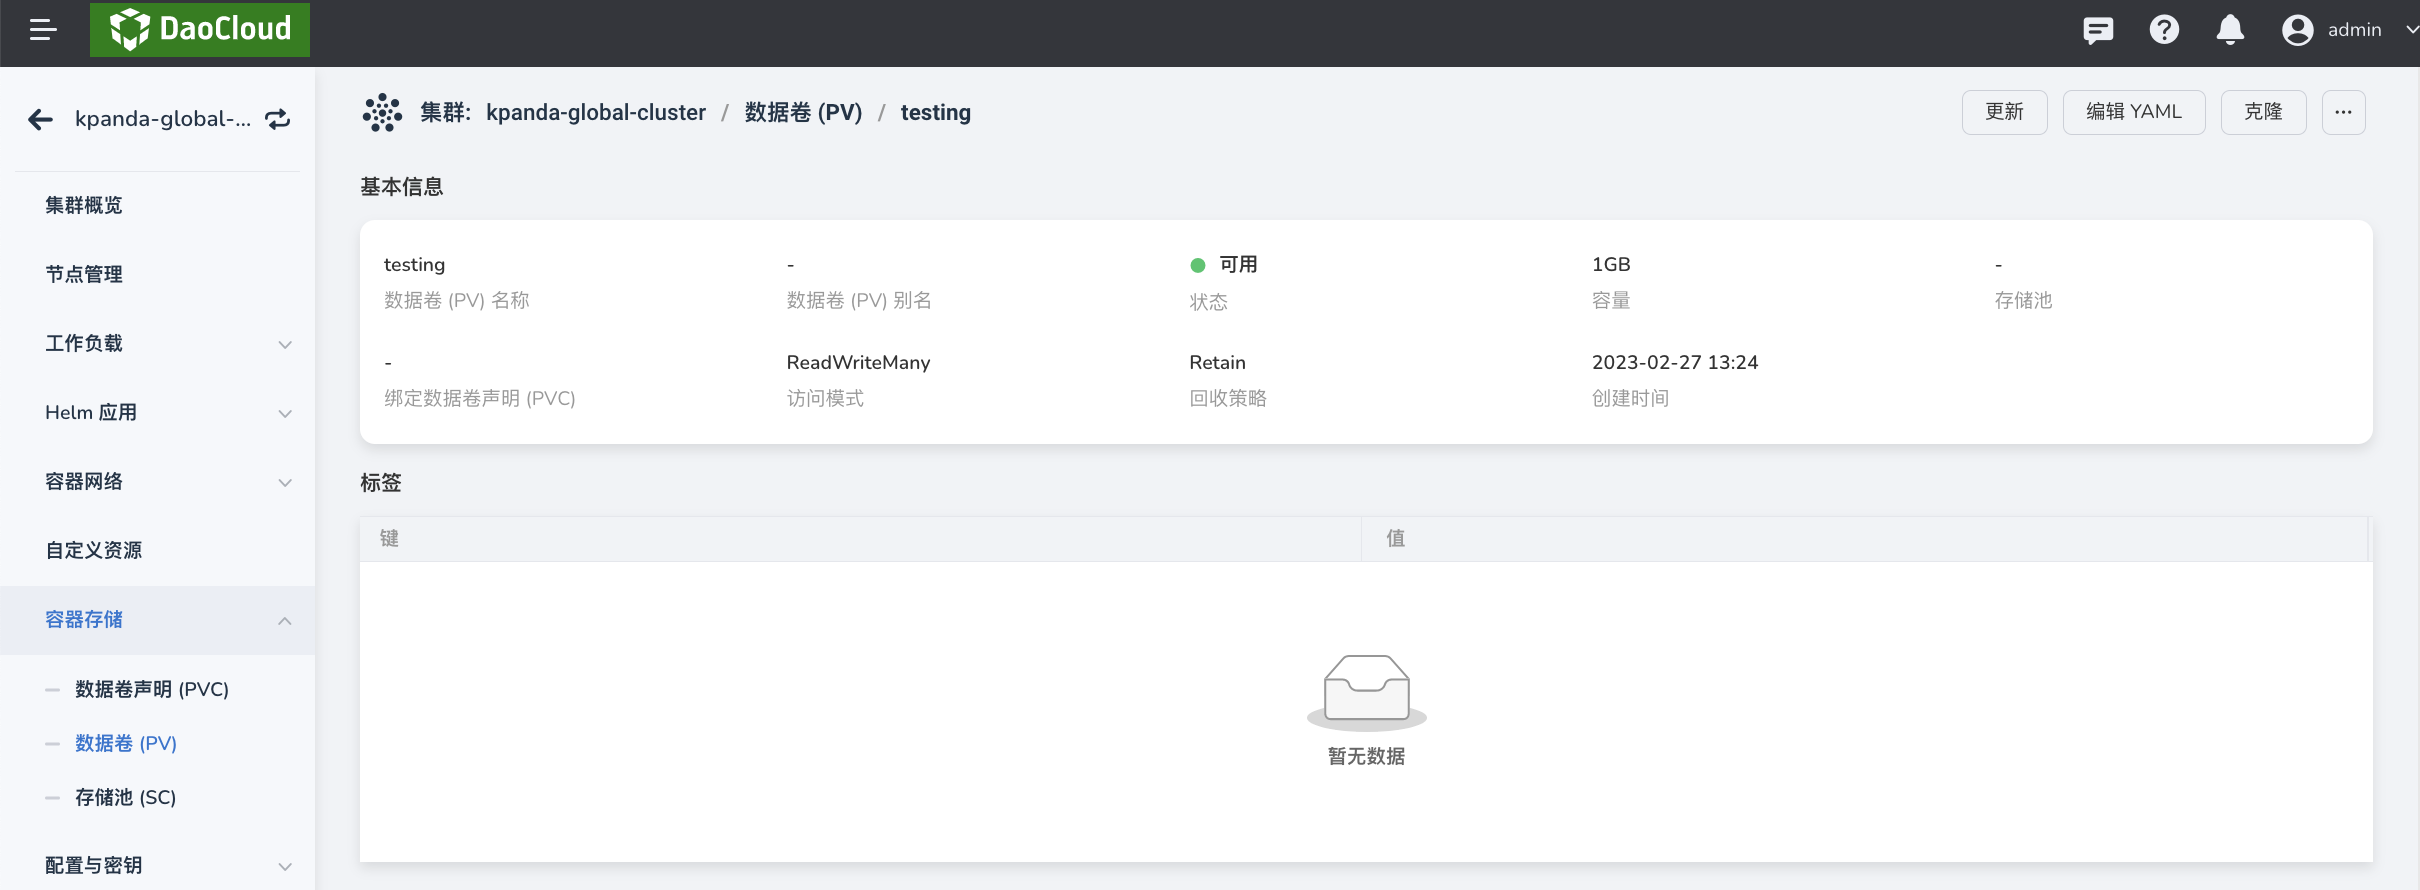 DaoCloud
admin
kpanda-global-...
集群: kpanda-global-cluster / 数据卷 (PV) / testing
更新
编辑 YAML
克隆
集群概览
节点管理
工作负载
Helm 应用
容器网络
自定义资源
容器存储
数据卷声明 (PVC)
数据卷 (PV)
存储池 (SC)
配置与密钥
基本信息
testing
数据卷 (PV) 名称
-
数据卷 (PV) 别名
可用
状态
1GB
容量
-
存储池
-
绑定数据卷声明 (PVC)
ReadWriteMany
访问模式
Retain
回收策略
2023-02-27 13:24
创建时间
标签
键
值
暂无数据